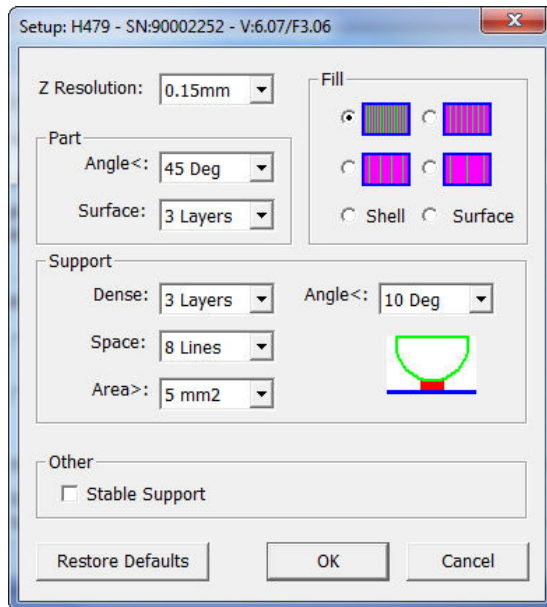 Setup: H479 - SN:90002252 - V:6.07/F3.06
Z Resolution: 0.15mm
Fill
Part
Angle<: 45 Deg
Surface: 3 Layers
Shell Surface
Support
Dense: 3 Layers Angle<: 10 Deg
Space: 8 Lines
Area>: 5 mm2
Other
Stable Support
Restore Defaults OK Cancel